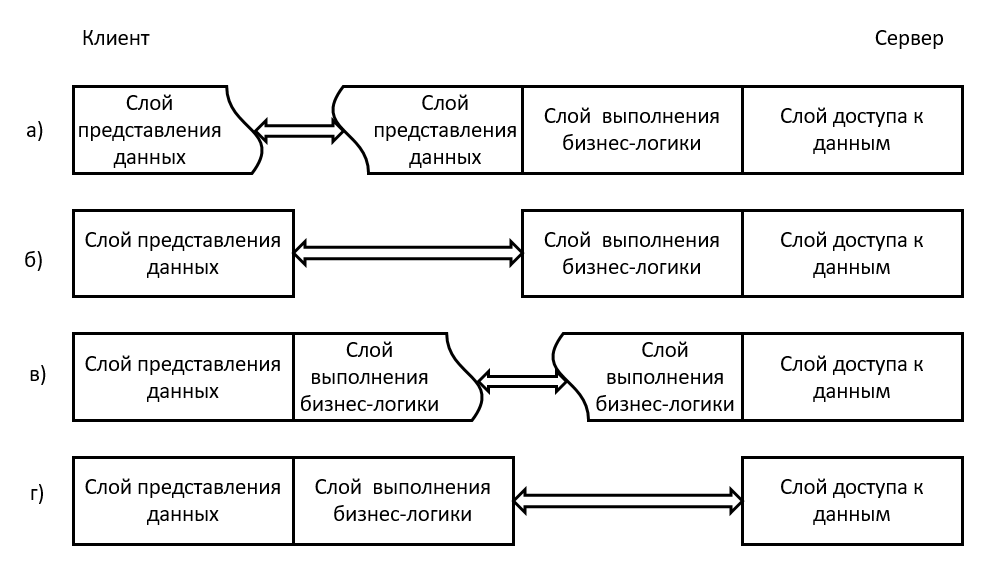 Клиент
Сервер
а)
Слой
представления
данных
Слой
представления
данных
Слой выполнения
бизнес-логики
Слой доступа к
данным
б)
Слой представления
данных
Слой выполнения
бизнес-логики
Слой доступа к
данным
в)
Слой представления
данных
Слой
выполнения
бизнес-логики
Слой
выполнения
бизнес-логики
Слой доступа к
данным
г)
Слой представления
данных
Слой выполнения
бизнес-логики
Слой доступа к
данным